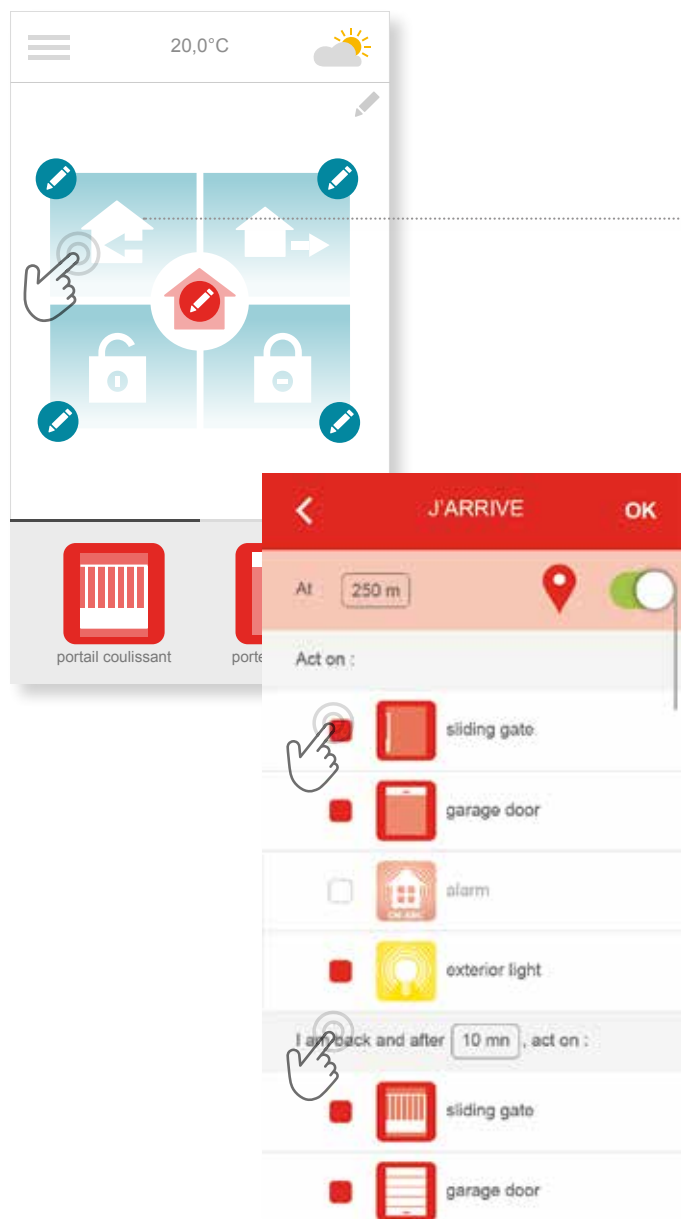 20,0°C
portail coulissant
porte
J'ARRIVE
OK
At
250 m
Act on :
sliding gate
garage door
alarm
exterior light
I am back and after 10 mn , act on :
sliding gate
garage door